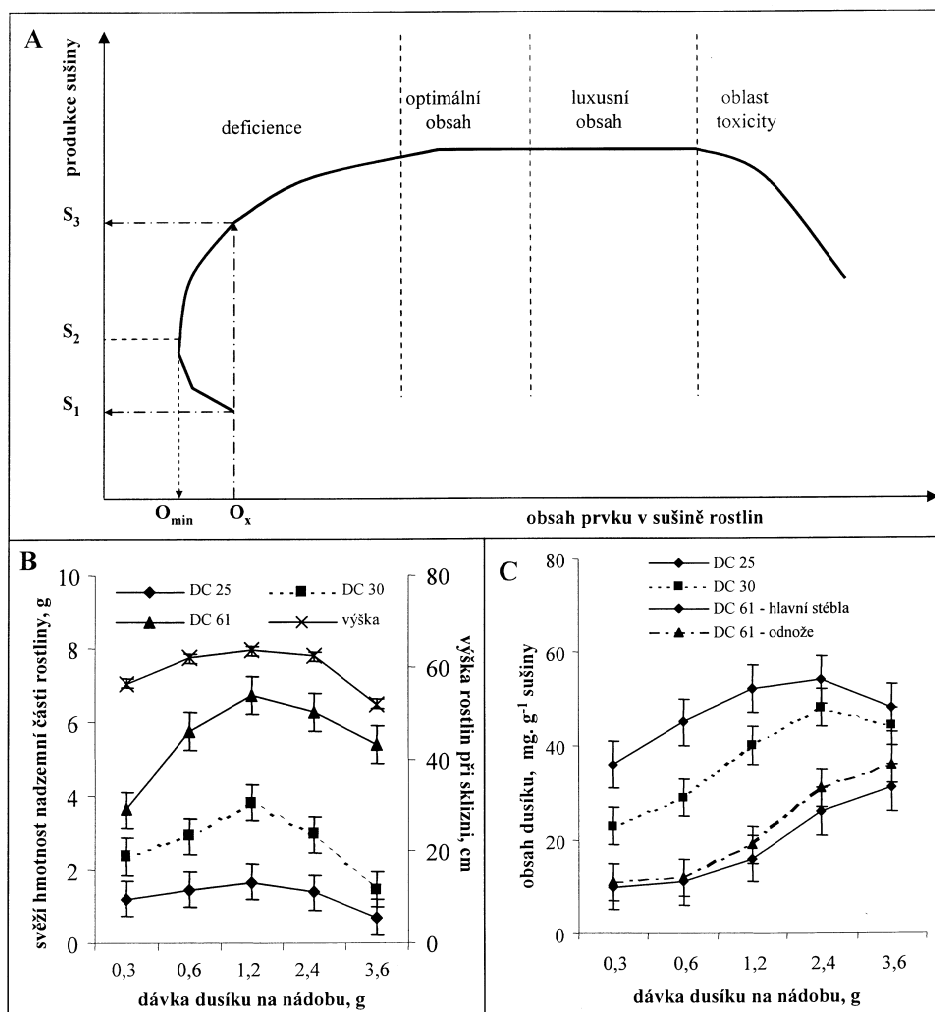 A
produkce sušiny
deficience
optimální
obsah
luxusní
obsah
oblast
toxicity
S3
S2
S1
Omin
Ox
obsah prvku v sušině rostlin
B
DC 25
DC 30
DC 61
výška
svěží hmotnost nadzemní části rostliny, g
10
8
6
4
2
0
výška rostlin při sklizni, cm
80
60
40
20
0
0,3 0,6 1,2 2,4 3,6
dávka dusíku na nádobu, g
C
DC 25
DC 30
DC 61 - hlavní stébla
DC 61 - odnože
obsah dusíku, mg. g-1 sušiny
80
60
40
20
0
0,3 0,6 1,2 2,4 3,6
dávka dusíku na nádobu, g